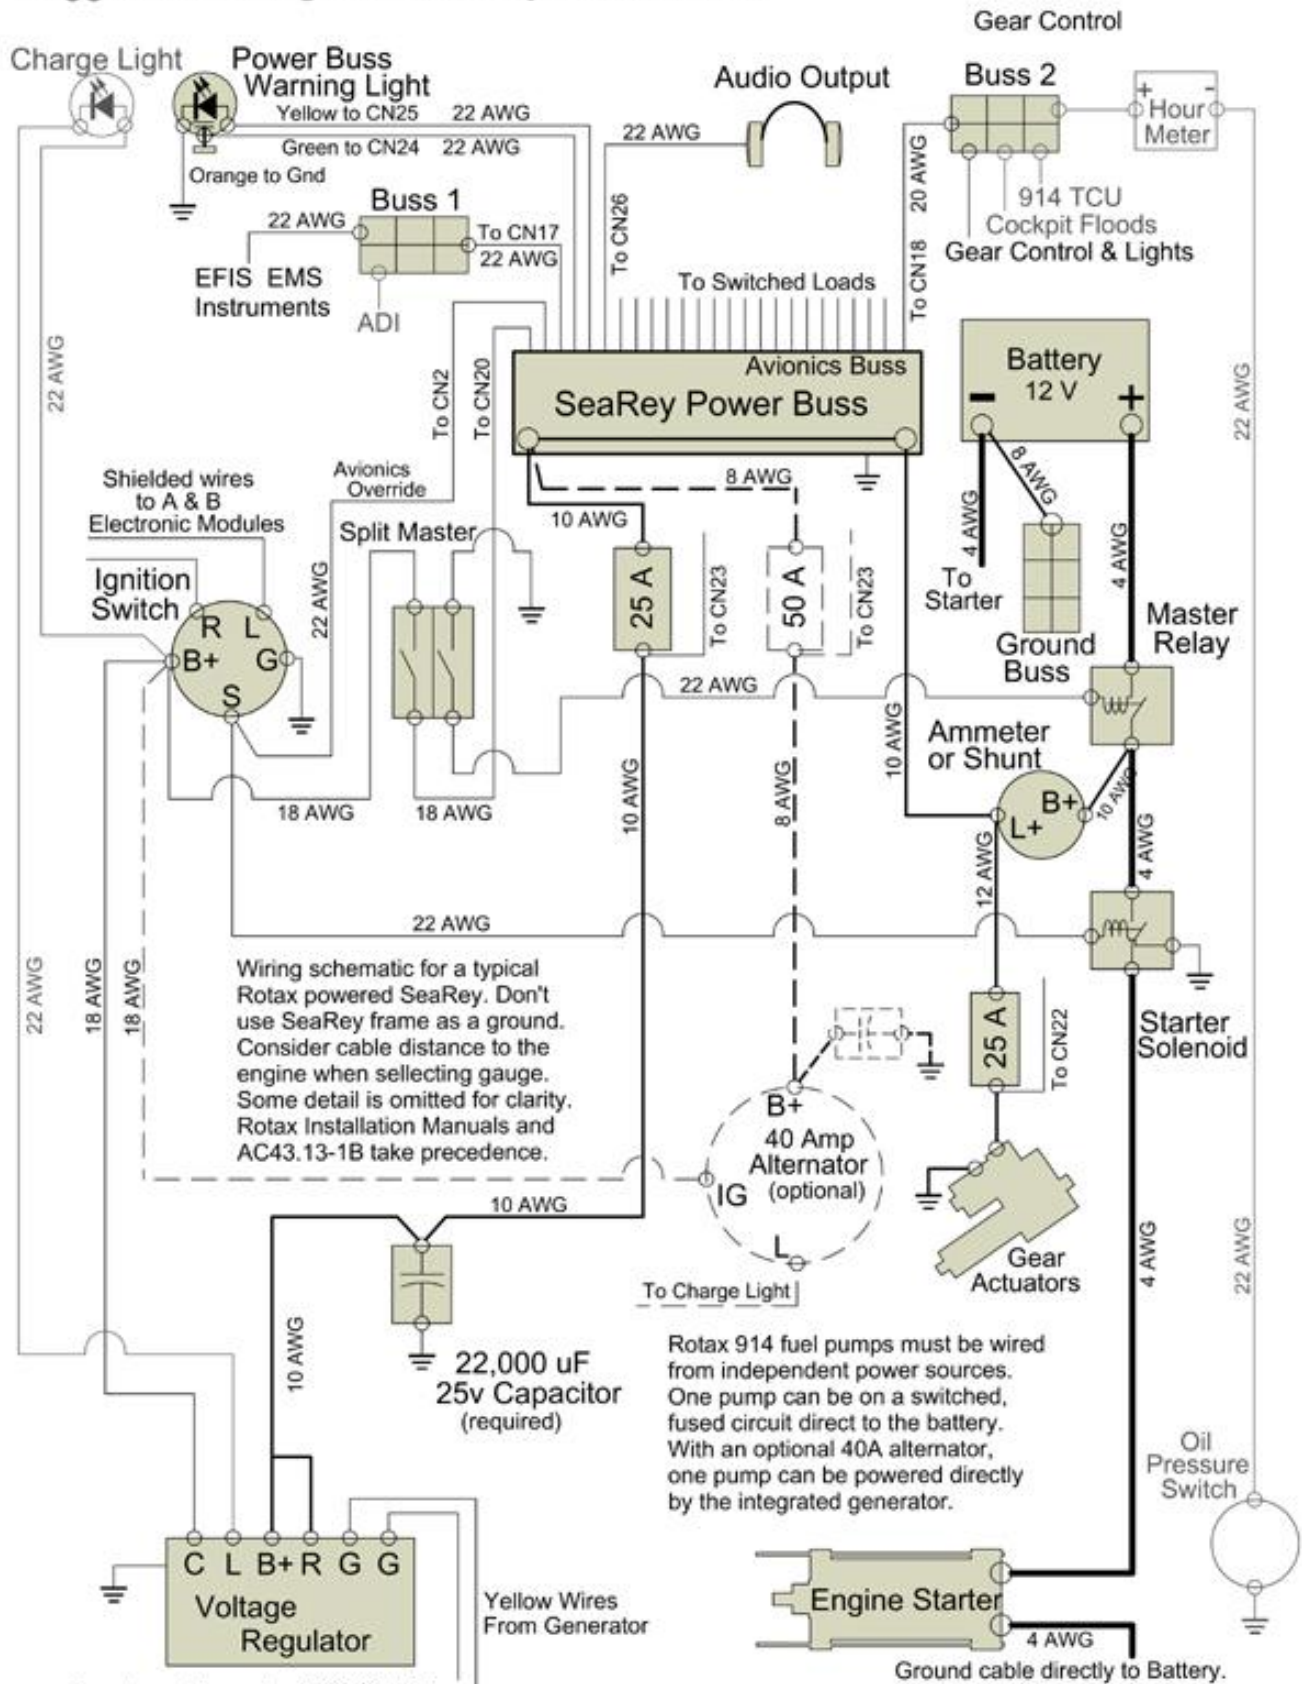 Gear Control
Charge Light
Power Buss
Warning Light
Yellow to CN25 22 AWG
Green to CN24 22 AWG
Orange to Gnd
Audio Output
22 AWG
Buss 2
+ -
Hour
Meter
20 AWG
To CN18
914 TCU
Cockpit Floods
Gear Control & Lights
Buss 1
22 AWG
To CN17
22 AWG
EFIS EMS
Instruments
ADI
To CN26
To Switched Loads
22 AWG
To CN2
To CN20
Avionics Buss
SeaRey Power Buss
Battery
12 V
- +
22 AWG
8 AWG
4 AWG
To
Starter
4 AWG
Ground
Buss
Master
Relay
Shielded wires
to A & B
Electronic Modules
Avionics
Override
Split Master
8 AWG
10 AWG
25 A
To CN23
50 A
To CN23
Ignition
Switch
R L
B+ G
S
22 AWG
22 AWG
10 AWG
Ammeter
or Shunt
B+
L+
10 AWG
18 AWG
18 AWG
10 AWG
8 AWG
12 AWG
4 AWG
22 AWG
22 AWG
18 AWG
18 AWG
Wiring schematic for a typical
Rotax powered SeaRey. Don't
use SeaRey frame as a ground.
Consider cable distance to the
engine when sellecting gauge.
Some detail is omitted for clarity.
Rotax Installation Manuals and
AC43.13-1B take precedence.
25 A
To CN22
Starter
Solenoid
B+
40 Amp
Alternator
(optional)
IG
L
To Charge Light
10 AWG
Gear
Actuators
4 AWG
22 AWG
10 AWG
22,000 uF
25v Capacitor
(required)
Rotax 914 fuel pumps must be wired
from independent power sources.
One pump can be on a switched,
fused circuit direct to the battery.
With an optional 40A alternator,
one pump can be powered directly
by the integrated generator.
Oil
Pressure
Switch
C L B+ R G G
Voltage
Regulator
Yellow Wires
From Generator
Engine Starter
4 AWG
Ground cable directly to Battery.